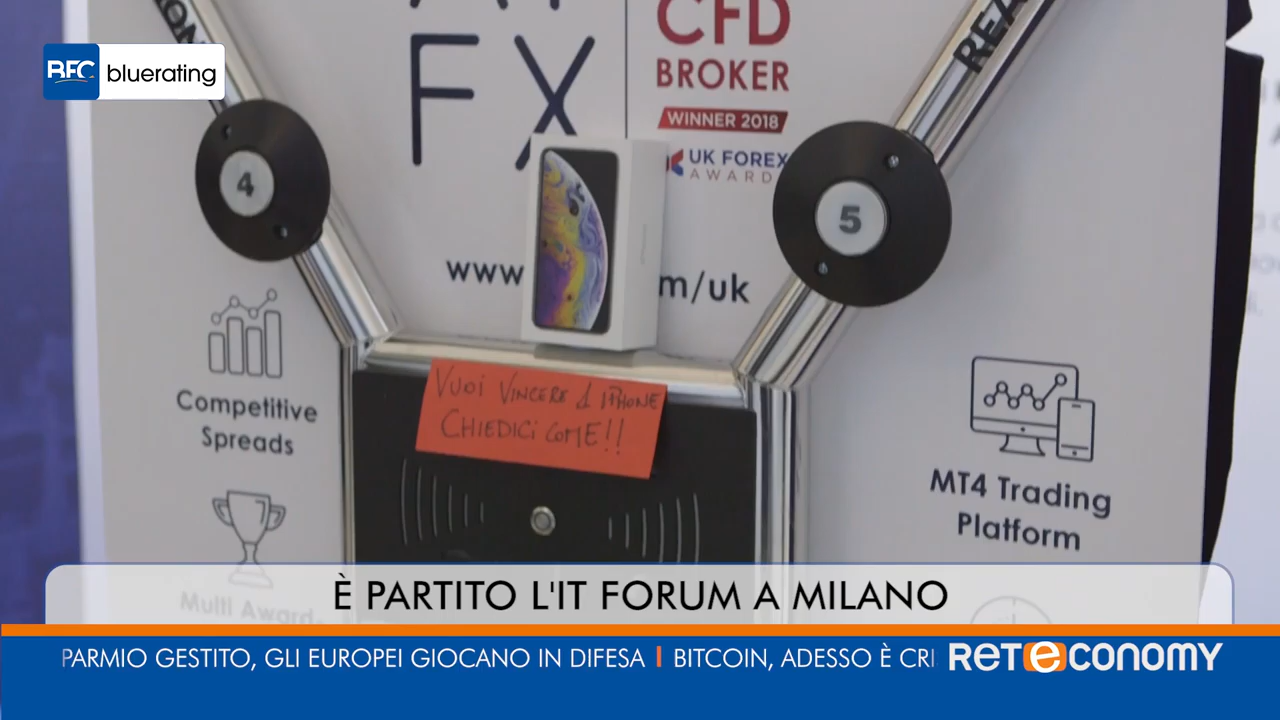 BFC bluerating
FX
CFD
BROKER
WINNER 2018
UK FOREX
AWARD
4
5
www
m/uk
Competitive
Spreads
VUOI VINCERE 1 IPHONE
CHIEDICI COME!!
MT4 Trading
Platform
Multi Award
È PARTITO L'IT FORUM A MILANO
PARMIO GESTITO, GLI EUROPEI GIOCANO IN DIFESA | BITCOIN, ADESSO È CRI
RETeCONOMY